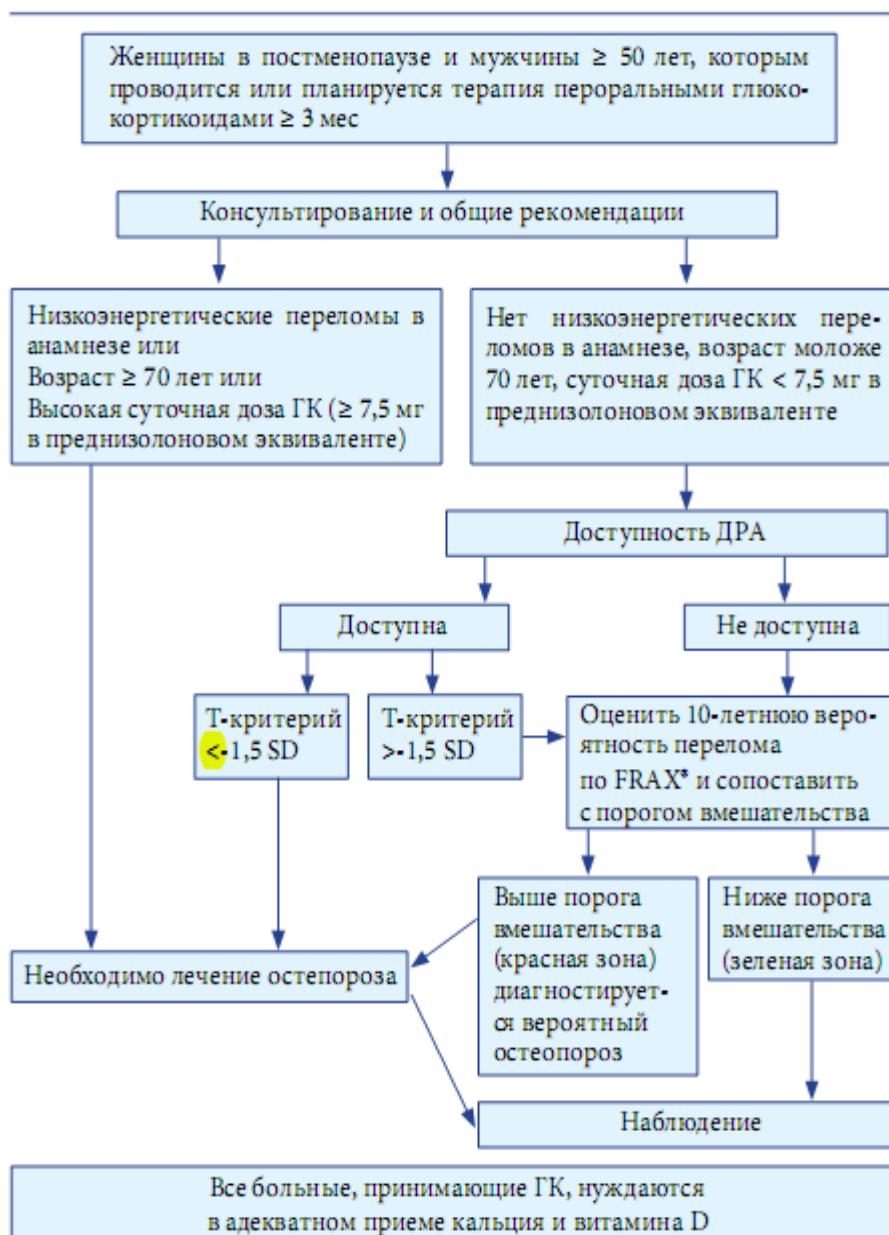 Женщины в постменопаузе и мужчины ≥ 50 лет, которым
проводится или планируется терапия пероральными глюко-
кортикоидами ≥ 3 мес
Консультирование и общие рекомендации
Низкоэнергетические переломы в
анамнезе или
Возраст ≥ 70 лет или
Высокая суточная доза ГК (≥ 7,5 мг
в преднизолоновом эквиваленте)
Нет низкоэнергетических пере-
ломов в анамнезе, возраст моложе
70 лет, суточная доза ГК < 7,5 мг в
преднизолоновом эквиваленте
Доступность ДРА
Доступна
Не доступна
Т-критерий
<-1,5 SD
Т-критерий
>-1,5 SD
Оценить 10-летнюю веро-
ятность перелома
по FRAX® и сопоставить
с порогом вмешательства
Выше порога
вмешательства
(красная зона)
диагностирует-
ся вероятный
остеопороз
Ниже порога
вмешательства
(зеленая зона)
Необходимо лечение остепороза
Наблюдение
Все больные, принимающие ГК, нуждаются
в адекватном приеме кальция и витамина D